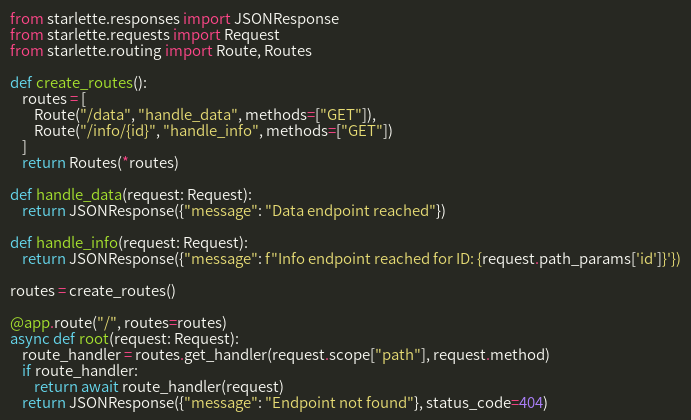 from starlette.responses import JSONResponse
from starlette.requests import Request
from starlette.routing import Route, Routes

def create_routes():
    routes = [
        Route("/data", "handle_data", methods=["GET"]),
        Route("/info/{id}", "handle_info", methods=["GET"])
    ]
    return Routes(*routes)

def handle_data(request: Request):
    return JSONResponse({"message": "Data endpoint reached"})

def handle_info(request: Request):
    return JSONResponse({"message": f"Info endpoint reached for ID: {request.path_params['id']}'})

routes = create_routes()

@app.route("/", routes=routes)
async def root(request: Request):
    route_handler = routes.get_handler(request.scope["path"], request.method)
    if route_handler:
        return await route_handler(request)
    return JSONResponse({"message": "Endpoint not found"}, status_code=404)